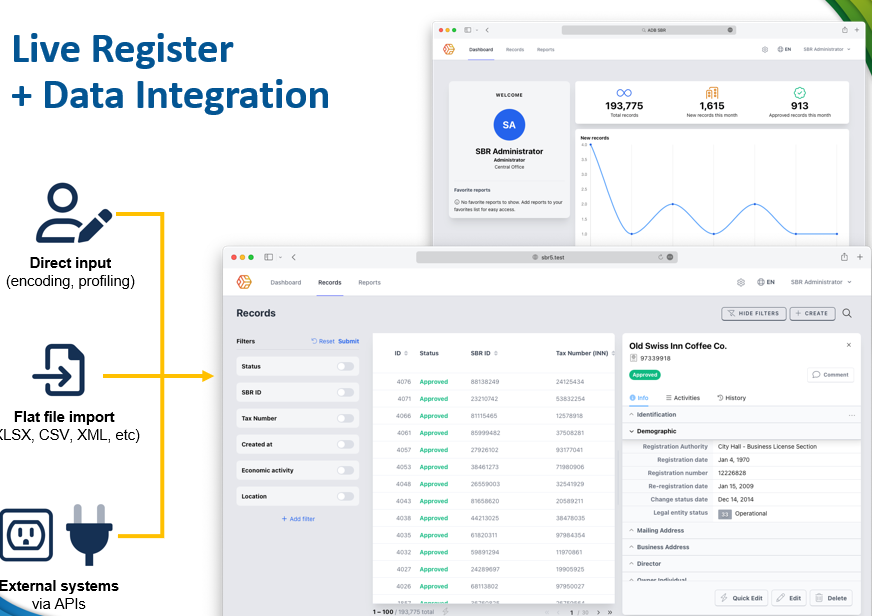 Live Register
+ Data Integration
Direct input
(encoding, profiling)
Flat file import
XLSX, CSV, XML, etc)
External systems
via APIs
ADB SBR
Dashboard Records Reports
EN SBR Administrator
WELCOME
SA
SBR Administrator
Administrator
Central Office
Favorite reports
No favorite reports to show. Add reports to your
favorites list for easy access.
193,775 1,615 913
Total records New records this month Approved records this month
New records
4.0
3.5
3.0
2.5
2.0
1.5
1.0
sbr5.test
Dashboard Records Reports
EN SBR Administrator
Records
HIDE FILTERS + CREATE
Filters Reset Submit
Status
SBR ID
Tax Number
Created at
Economic activity
Location
+ Add filter
ID Status SBR ID Tax Number (INN)
4076 Approved 88138249 24125434
4071 Approved 23210742 53832254
4066 Approved 81115465 12578918
4061 Approved 85999462 37508281
4057 Approved 27926102 93177041
4053 Approved 38461273 71980906
4048 Approved 26559003 32541929
4043 Approved 81658620 20589211
4038 Approved 44213025 38478035
4035 Approved 61820311 97984354
4032 Approved 59891294 11970861
4027 Approved 24289697 19905925
4026 Approved 68113802 97950027
1 – 100 / 193,775 total
1 / 20
Old Swiss Inn Coffee Co.
97339918
Approved
Comment
Info Activities History
Identification
Demographic
Registration Authority City Hall - Business License Section
Registration date Jan 4, 1970
Registration number 12226828
Re-registration date Jan 15, 2009
Change status date Dec 14, 2014
Legal entity status 33 Operational
Mailing Address
Business Address
Director
Owner Individual
Quick Edit Edit Delete